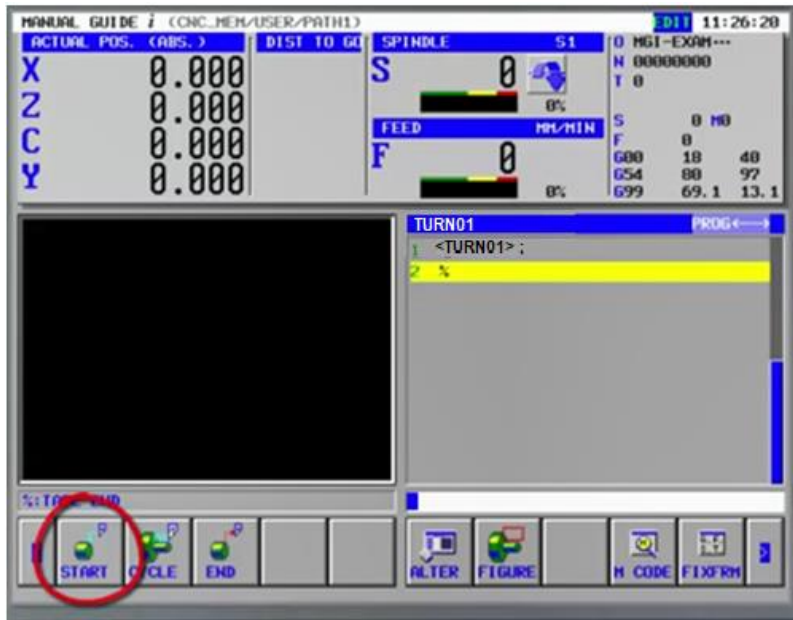 MANUAL GUIDE i (CNC_MEM/USER/PATH1) EDIT 11:26:20
ACTUAL POS. (ABS.) DIST TO GO SPINDLE S1 O MGI-EXAM---
X 0.000 S 0 N 00000000
T 0
Z 0.000 0% S 0 M0
FEED MM/MIN F 0
C 0.000 F 0 G00 18 40
G54 80 97
Y 0.000 0% G99 69.1 13.1
TURN01 PROG
1 <TURN01> ;
2 %
START CYCLE END ALTER FIGURE M CODE FIXFRM